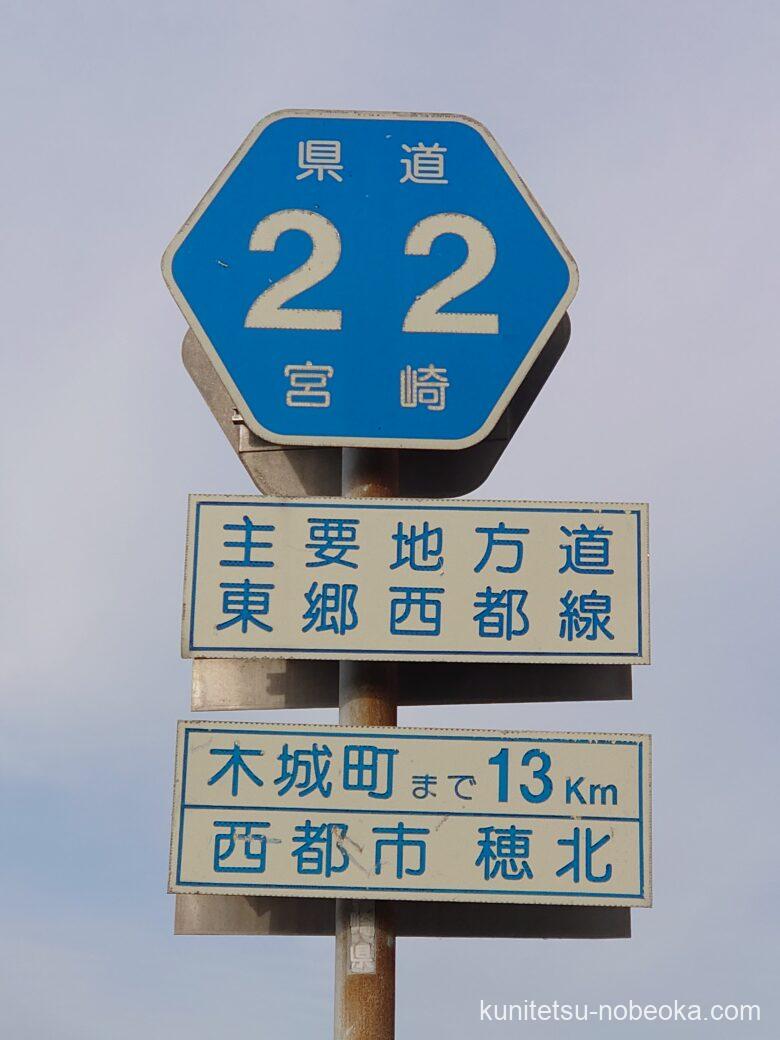 県道
22
宮崎
主要地方道
東郷西都線
木城町まで13Km
西都市 穂北
県
kunitetsu-nobeoka.com